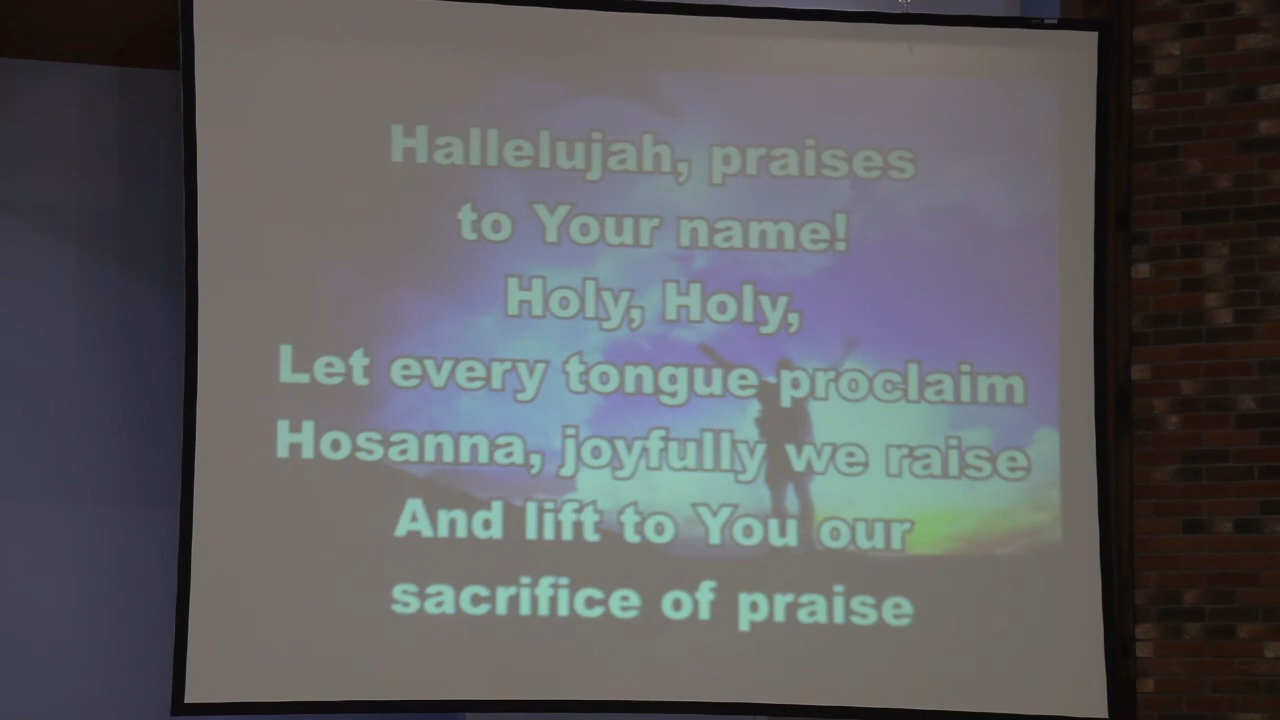 Hallelujah, praises
to Your name!
Holy, Holy,
Let every tongue proclaim
Hosanna, joyfully we raise
And lift to You our
sacrifice of praise